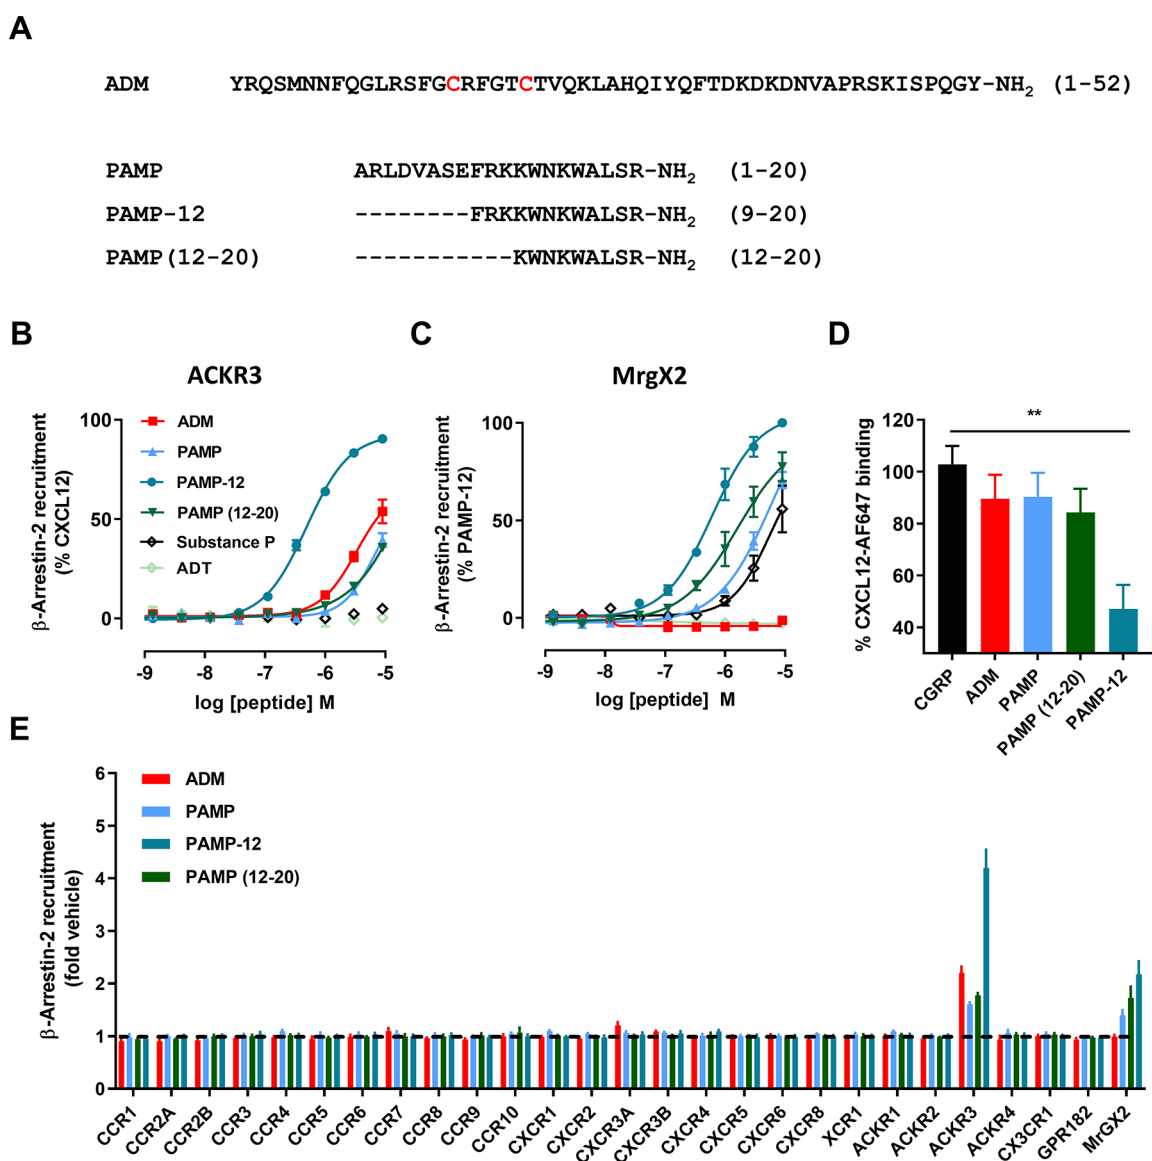 A
ADM YRQSMNNFQGLRSFGCRFGTCTVQKLAHQIYQFTDKDKDNVAPRSKISPQGY-NH2 (1-52)
PAMP ARLDVASEFRKKWNKWALSR-NH2 (1-20)
PAMP-12 --------FRKKWNKWALSR-NH2 (9-20)
PAMP(12-20) -----------KWNKWALSR-NH2 (12-20)
B
ACKR3
β-Arrestin-2 recruitment
(% CXCL12)
100
50
0
ADM
PAMP
PAMP-12
PAMP (12-20)
Substance P
ADT
-9 -8 -7 -6 -5
log [peptide] M
C
MrgX2
β-Arrestin-2 recruitment
(% PAMP-12)
100
50
0
-9 -8 -7 -6 -5
log [peptide] M
D
% CXCL12-AF647 binding
120
100
80
60
40
**
CGRP
ADM
PAMP
PAMP (12-20)
PAMP-12
E
β-Arrestin-2 recruitment
(fold vehicle)
6
5
4
3
2
1
0
ADM
PAMP
PAMP-12
PAMP (12-20)
CCR1
CCR2A
CCR2B
CCR3
CCR4
CCR5
CCR6
CCR7
CCR8
CCR9
CCR10
CXCR1
CXCR2
CXCR3A
CXCR3B
CXCR4
CXCR5
CXCR6
CXCR8
XCR1
ACKR1
ACKR2
ACKR3
ACKR4
CX3CR1
GPR182
MrGX2